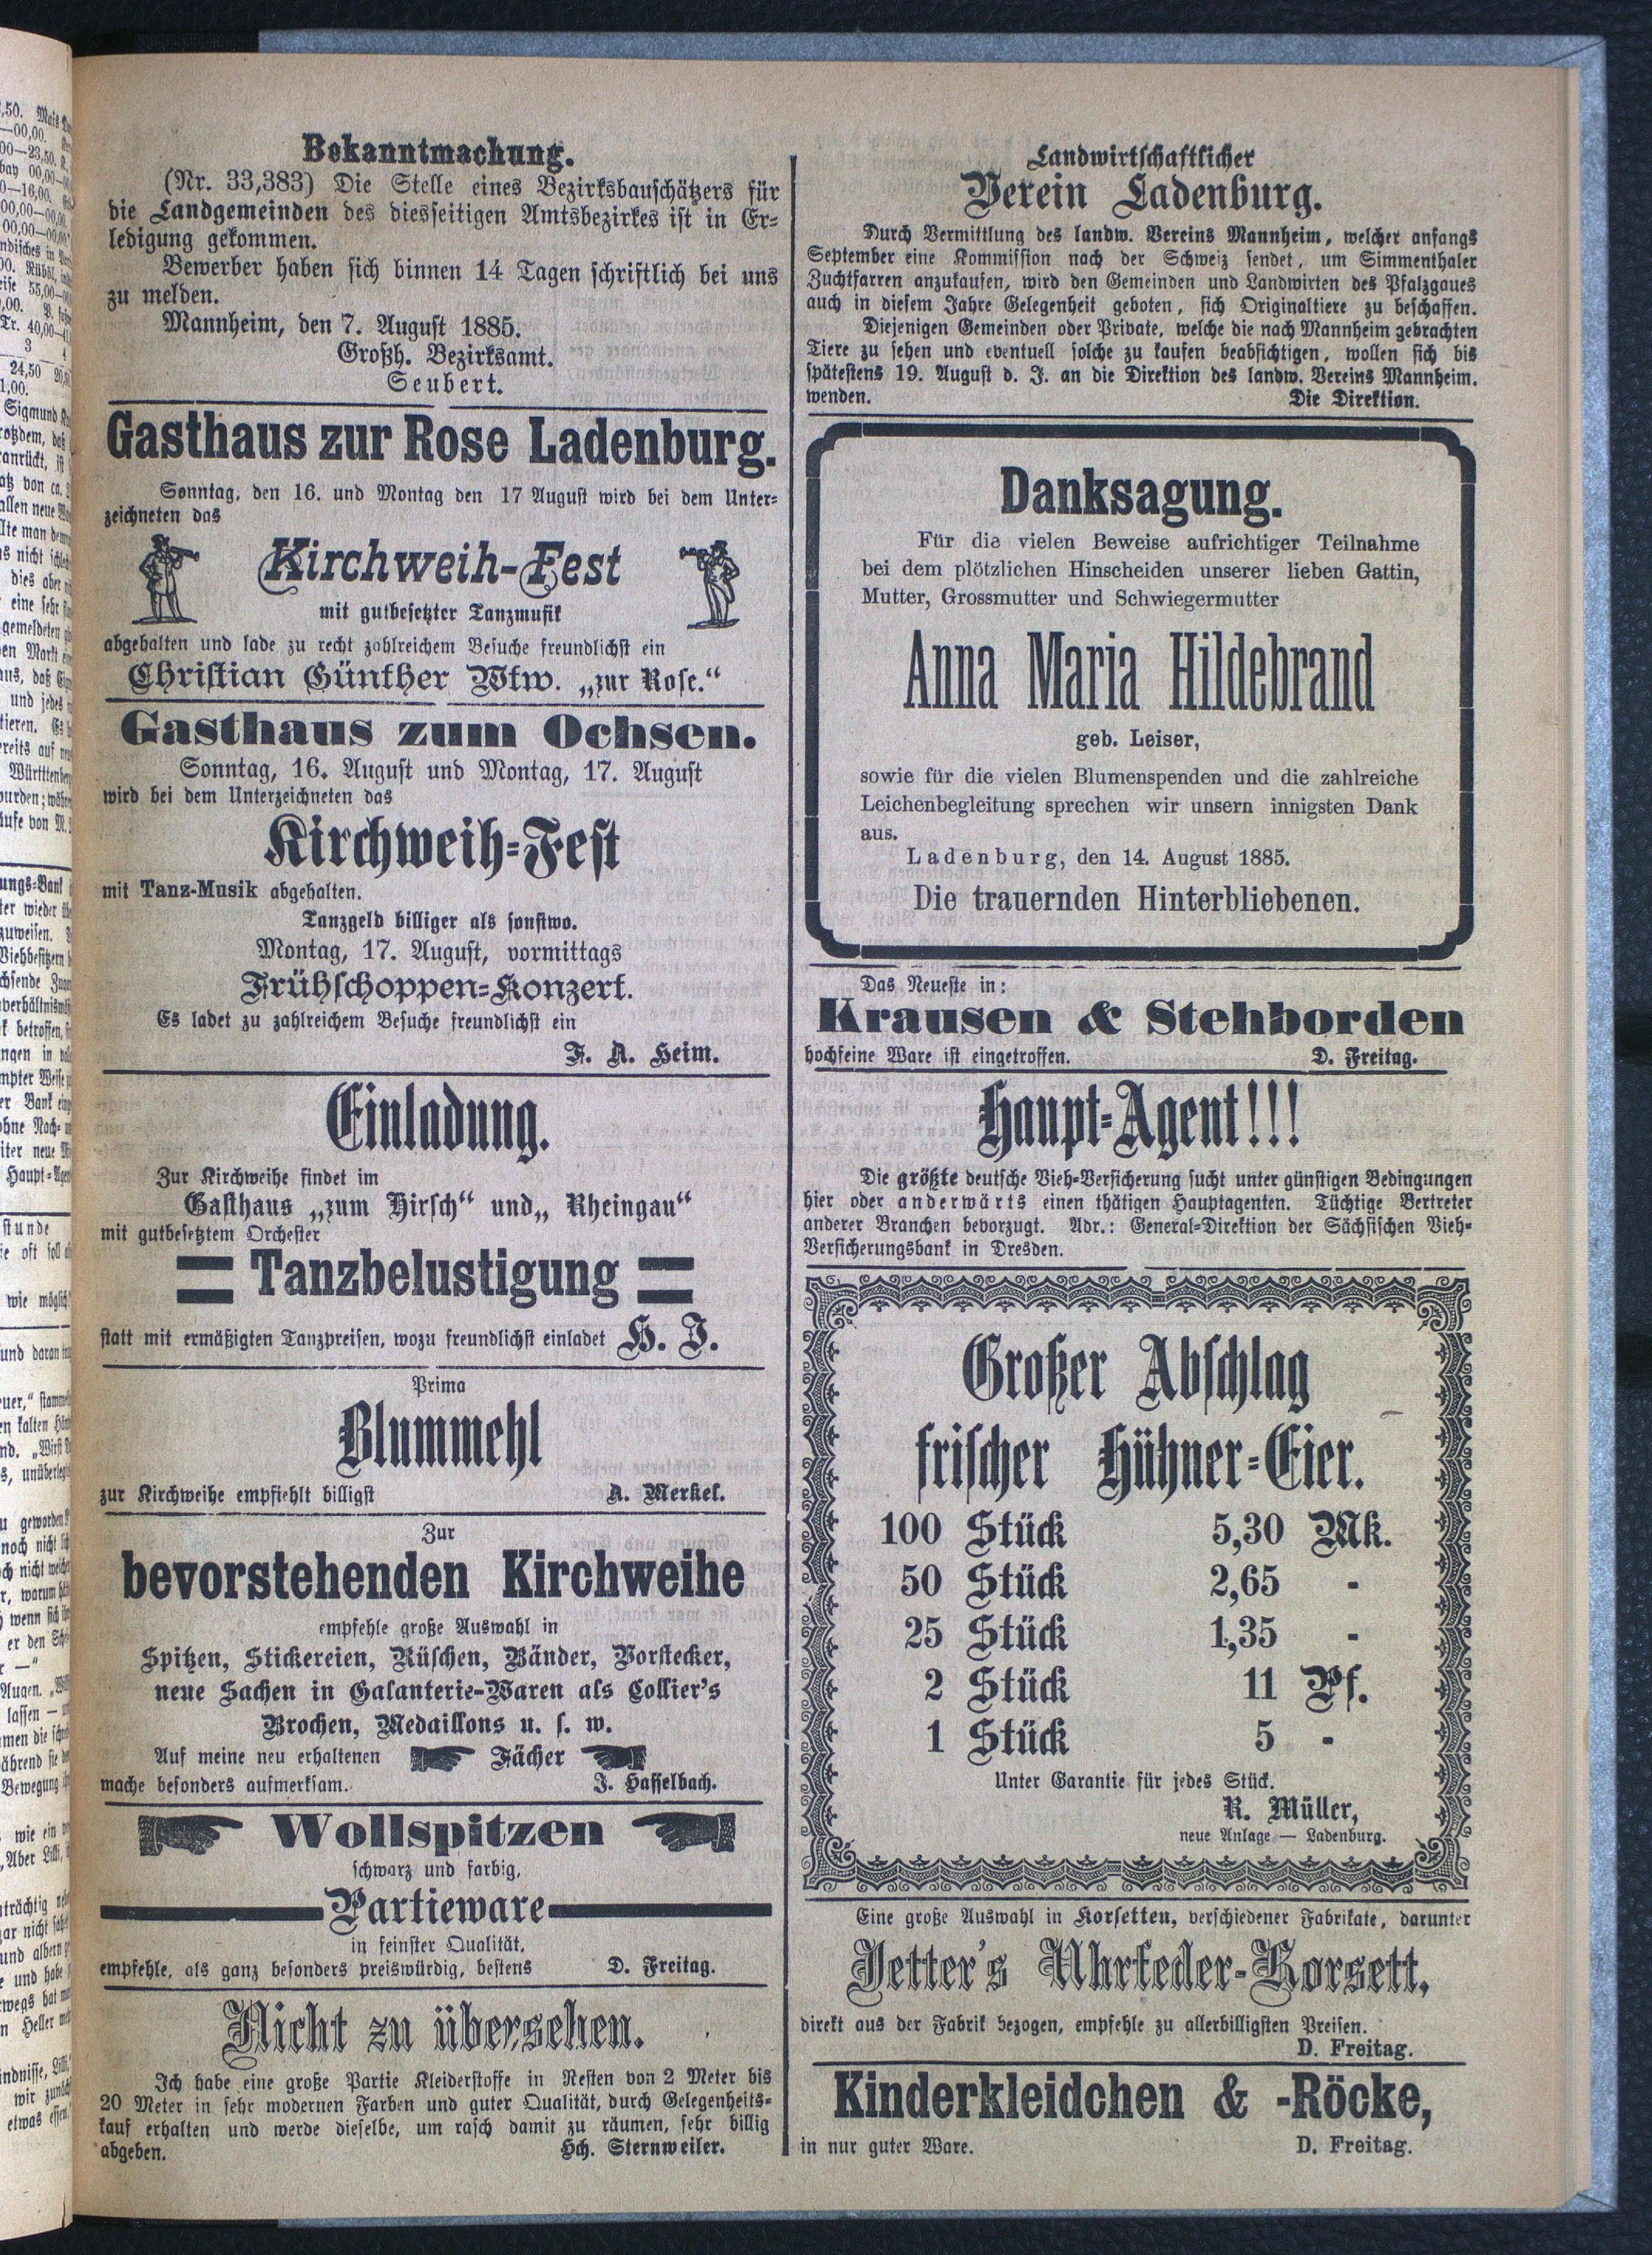 Bekanntmachung.
(Nr. 33,383) Die Stelle eines Bezirksbauschätzers für
die Landgemeinden des diesseitigen Amtsbezirkes ist in Er-
ledigung gekommen.
Bewerber haben sich binnen 14 Tagen schriftlich bei uns
zu melden.
Mannheim, den 7. August 1885.
Großh. Bezirksamt.
Seubert.
Gasthaus zur Rose Ladenburg.
Sonntag, den 16. und Montag den 17 August wird bei dem Unter-
zeichneten das
Kirchweih-Fest
mit gutbesetzter Tanzmusik
abgehalten und lade zu recht zahlreichem Besuche freundlichst ein
Christian Günther Wtw. „zur Rose.“
Gasthaus zum Ochsen.
Sonntag, 16. August und Montag, 17. August
wird bei dem Unterzeichneten das
Kirchweih-Fest
mit Tanz-Musik abgehalten.
Tanzgeld billiger als sonstwo.
Montag, 17. August, vormittags
Frühschoppen-Konzert.
Es ladet zu zahlreichem Besuche freundlichst ein
F. A. Heim.
Einladung.
Zur Kirchweihe findet im
Gasthaus „zum Hirsch“ und „ Rheingau“
mit gutbesetztem Orchester
Tanzbelustigung
statt mit ermäßigten Tanzpreisen, wozu freundlichst einladet H. J.
Prima
Blummehl
zur Kirchweihe empfiehlt billigst A. Merkel.
Zur
bevorstehenden Kirchweihe
empfehle große Auswahl in
Spitzen, Stickereien, Rüschen, Bänder, Vorstecker,
neue Sachen in Galanterie-Waren als Collier's
Brochen, Medaillons u. s. w.
Auf meine neu erhaltenen Fächer
mache besonders aufmerksam. J. Hasselbach.
Wollspitzen
schwarz und farbig,
Partieware
in feinster Qualität,
empfehle, als ganz besonders preiswürdig, bestens D. Freitag.
Nicht zu übersehen.
Ich habe eine große Partie Kleiderstoffe in Resten von 2 Meter bis
20 Meter in sehr modernen Farben und guter Qualität, durch Gelegenheits-
kauf erhalten und werde dieselbe, um rasch damit zu räumen, sehr billig
abgeben. Hch. Sternweiler.
Landwirtschaftlicher
Verein Ladenburg.
Durch Vermittlung des landw. Vereins Mannheim, welcher anfangs
September eine Kommission nach der Schweiz sendet, um Simmenthaler
Zuchtfarren anzukaufen, wird den Gemeinden und Landwirten des Pfalzgaues
auch in diesem Jahre Gelegenheit geboten, sich Originaltiere zu beschaffen.
Diejenigen Gemeinden oder Private, welche die nach Mannheim gebrachten
Tiere zu sehen und eventuell solche zu kaufen beabsichtigen, wollen sich bis
spätestens 19. August d. J. an die Direktion des landw. Vereins Mannheim.
wenden. Die Direktion.
Danksagung.
Für die vielen Beweise aufrichtiger Teilnahme
bei dem plötzlichen Hinscheiden unserer lieben Gattin,
Mutter, Grossmutter und Schwiegermutter
Anna Maria Hildebrand
geb. Leiser,
sowie für die vielen Blumenspenden und die zahlreiche
Leichenbegleitung sprechen wir unsern innigsten Dank
aus.
Ladenburg, den 14. August 1885.
Die trauernden Hinterbliebenen.
Das Neueste in:
Krausen & Stehborden
hochfeine Ware ist eingetroffen. D. Freitag.
Haupt-Agent!!!
Die größte deutsche Vieh-Versicherung sucht unter günstigen Bedingungen
hier oder anderwärts einen thätigen Hauptagenten. Tüchtige Vertreter
anderer Branchen bevorzugt. Adr.: General-Direktion der Sächsischen Vieh-
Versicherungsbank in Dresden.
Großer Abschlag
frischer Hühner-Eier.
100 Stück 5,30 Mk.
50 Stück 2,65 -
25 Stück 1,35 -
2 Stück 11 Pf.
1 Stück 5 -
Unter Garantie für jedes Stück.
R. Müller,
neue Anlage — Ladenburg.
Eine große Auswahl in Korsetten, verschiedener Fabrikate, darunter
Jetter's Uhrfeder-Korsett,
direkt aus der Fabrik bezogen, empfehle zu allerbilligsten Preisen.
D. Freitag.
Kinderkleidchen & -Röcke,
in nur guter Ware. D. Freitag.